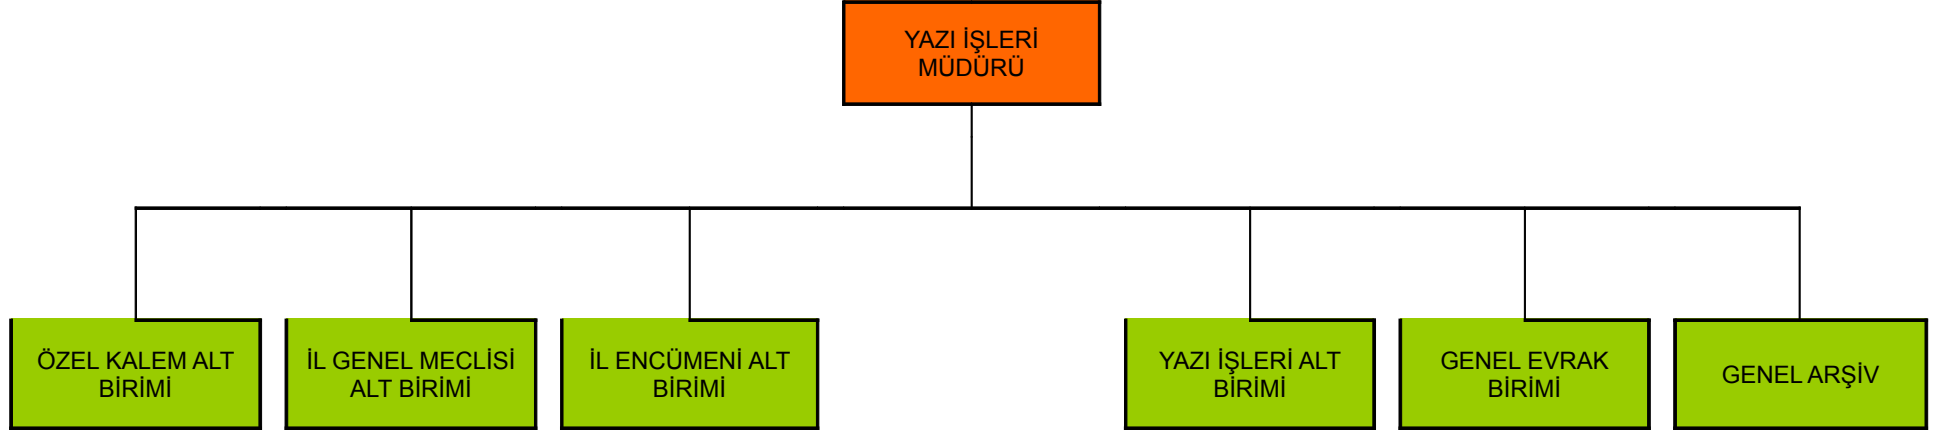 YAZI İŞLERİ
MÜDÜRÜ
ÖZEL KALEM ALT
BİRİMİ
İL GENEL MECLİSİ
ALT BİRİMİ
İL ENCÜMENİ ALT
BİRİMİ
YAZI İŞLERİ ALT
BİRİMİ
GENEL EVRAK
BİRİMİ
GENEL ARŞİV